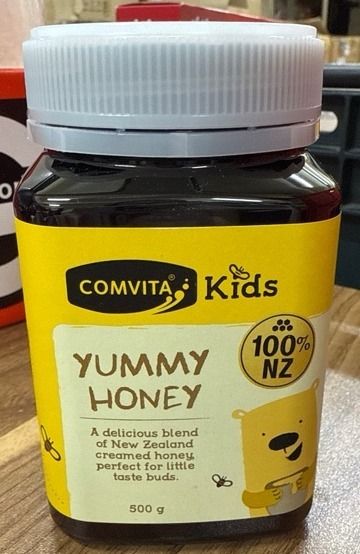 COMVITA® Kids
100%
NZ
YUMMY
HONEY
A delicious blend
of New Zealand
creamed honey,
perfect for little
taste buds.
500 g